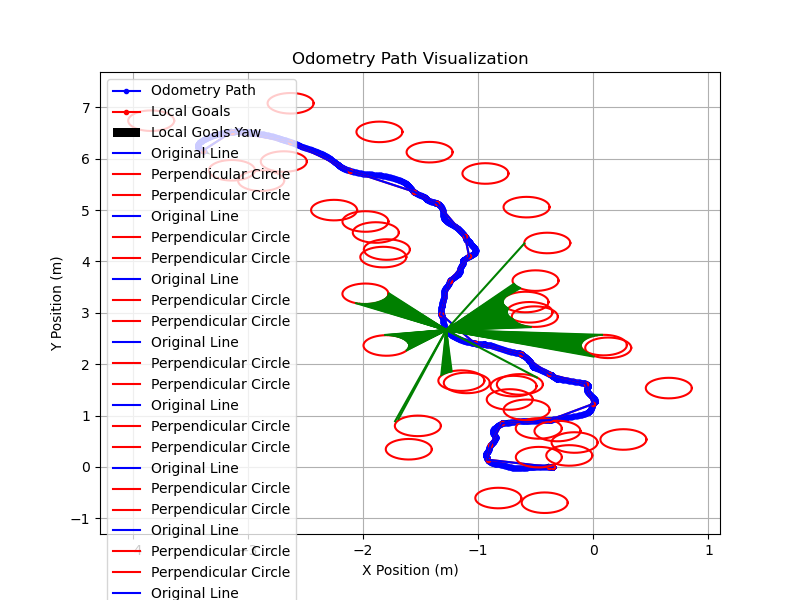 Odometry Path Visualization
Y Position (m)
7
6
5
4
3
2
1
0
−1
Odometry Path
Local Goals
Local Goals Yaw
Original Line
Perpendicular Circle
Perpendicular Circle
Original Line
Perpendicular Circle
Perpendicular Circle
Original Line
Perpendicular Circle
Perpendicular Circle
Original Line
Perpendicular Circle
Perpendicular Circle
Original Line
Perpendicular Circle
Perpendicular Circle
Original Line
Perpendicular Circle
Perpendicular Circle
Original Line
Perpendicular Circle
Perpendicular Circle
Original Line
−2
−1
0
1
X Position (m)